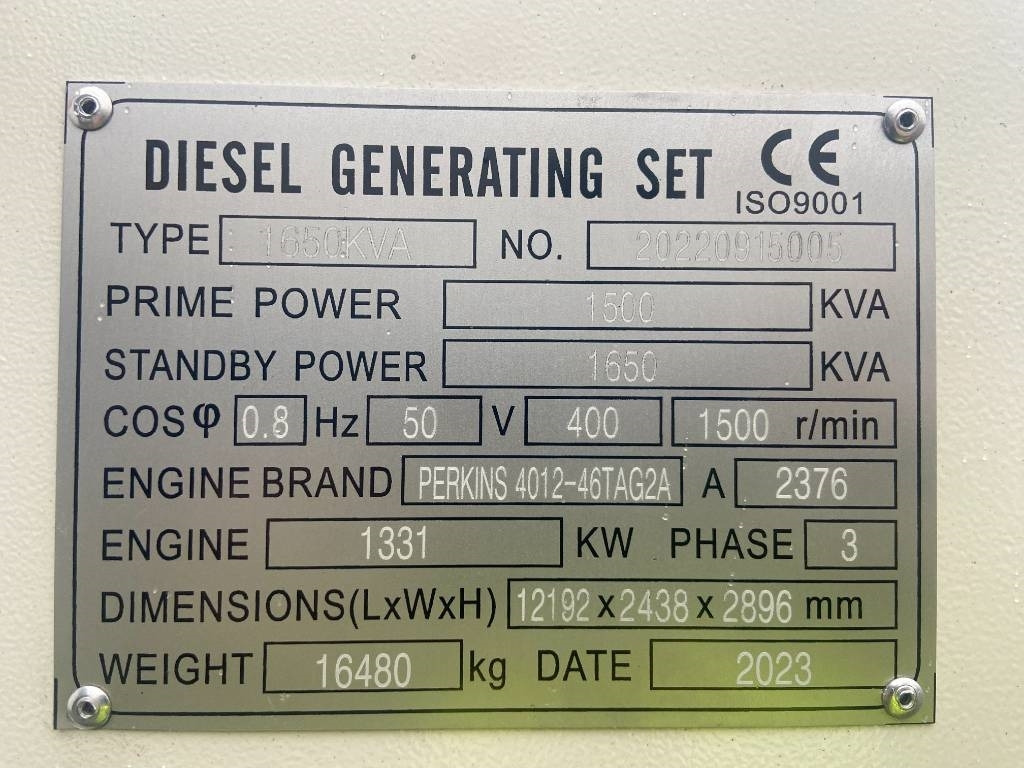 DIESEL GENERATING SET CE
ISO9001
TYPE : 1650KVA NO. 20220915005
PRIME POWER 1500 KVA
STANDBY POWER 1650 KVA
COSφ 0.8 Hz 50 V 400 1500 r/min
ENGINE BRAND PERKINS 4012-46TAG2A A 2376
ENGINE 1331 KW PHASE 3
DIMENSIONS(LxWxH) 12192 x 2438 x 2896 mm
WEIGHT 16480 kg DATE 2023